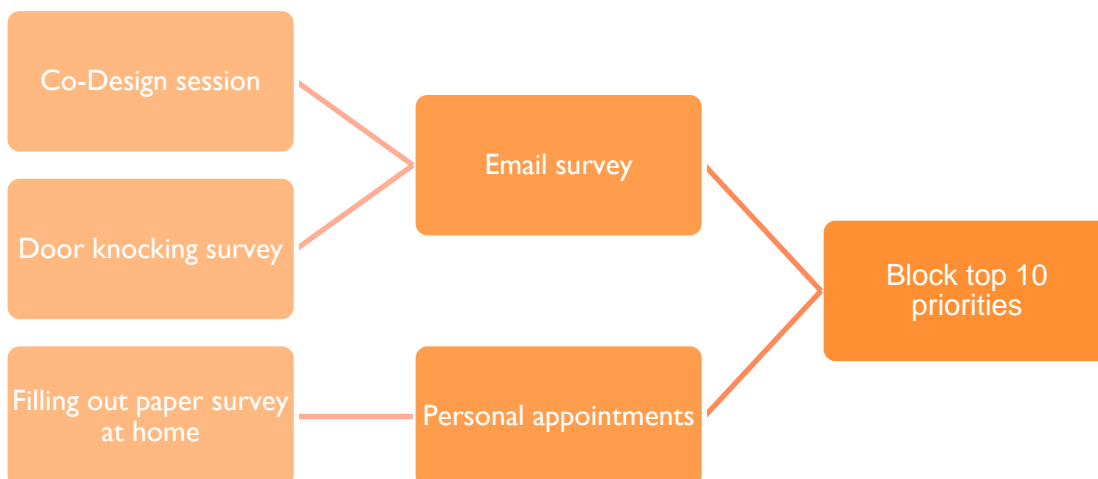 Co-Design session
Door knocking survey
Filling out paper survey
at home
Email survey
Personal appointments
Block top 10
priorities